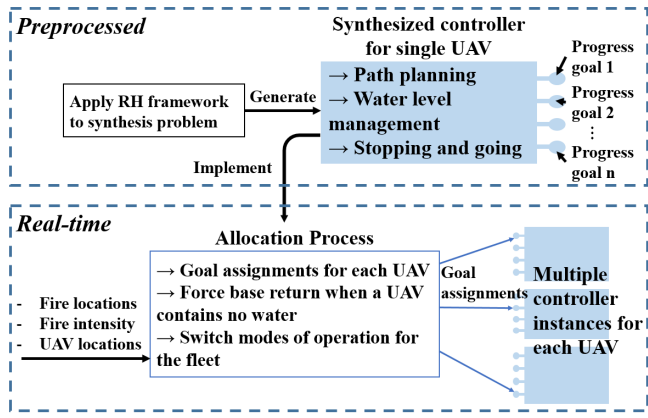 Preprocessed
Synthesized controller
for single UAV
Apply RH framework
to synthesis problem
Generate
→ Path planning
→ Water level
management
→ Stopping and going
Progress
goal 1
Progress
goal 2
⋮
Progress
goal n
Implement
Real-time
Allocation Process
- Fire locations
- Fire intensity
- UAV locations
→ Goal assignments for each UAV
→ Force base return when a UAV
contains no water
→ Switch modes of operation for
the fleet
Goal
assignments
Multiple
controller
instances for
each UAV